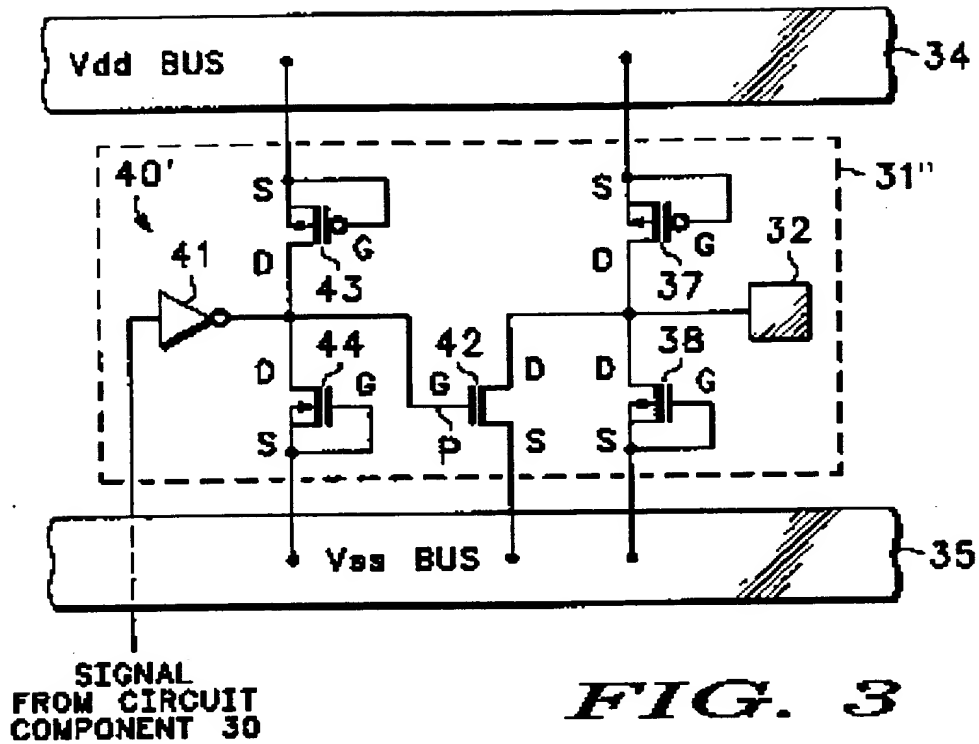 Vdd BUS
34
40'
31"
S
S
41
G
G
32
D
43
D
37
44
42
38
D
G
G
D
D
G
S
P
S
S
Vss BUS
35
SIGNAL
FROM CIRCUIT
COMPONENT 30
FIG. 3